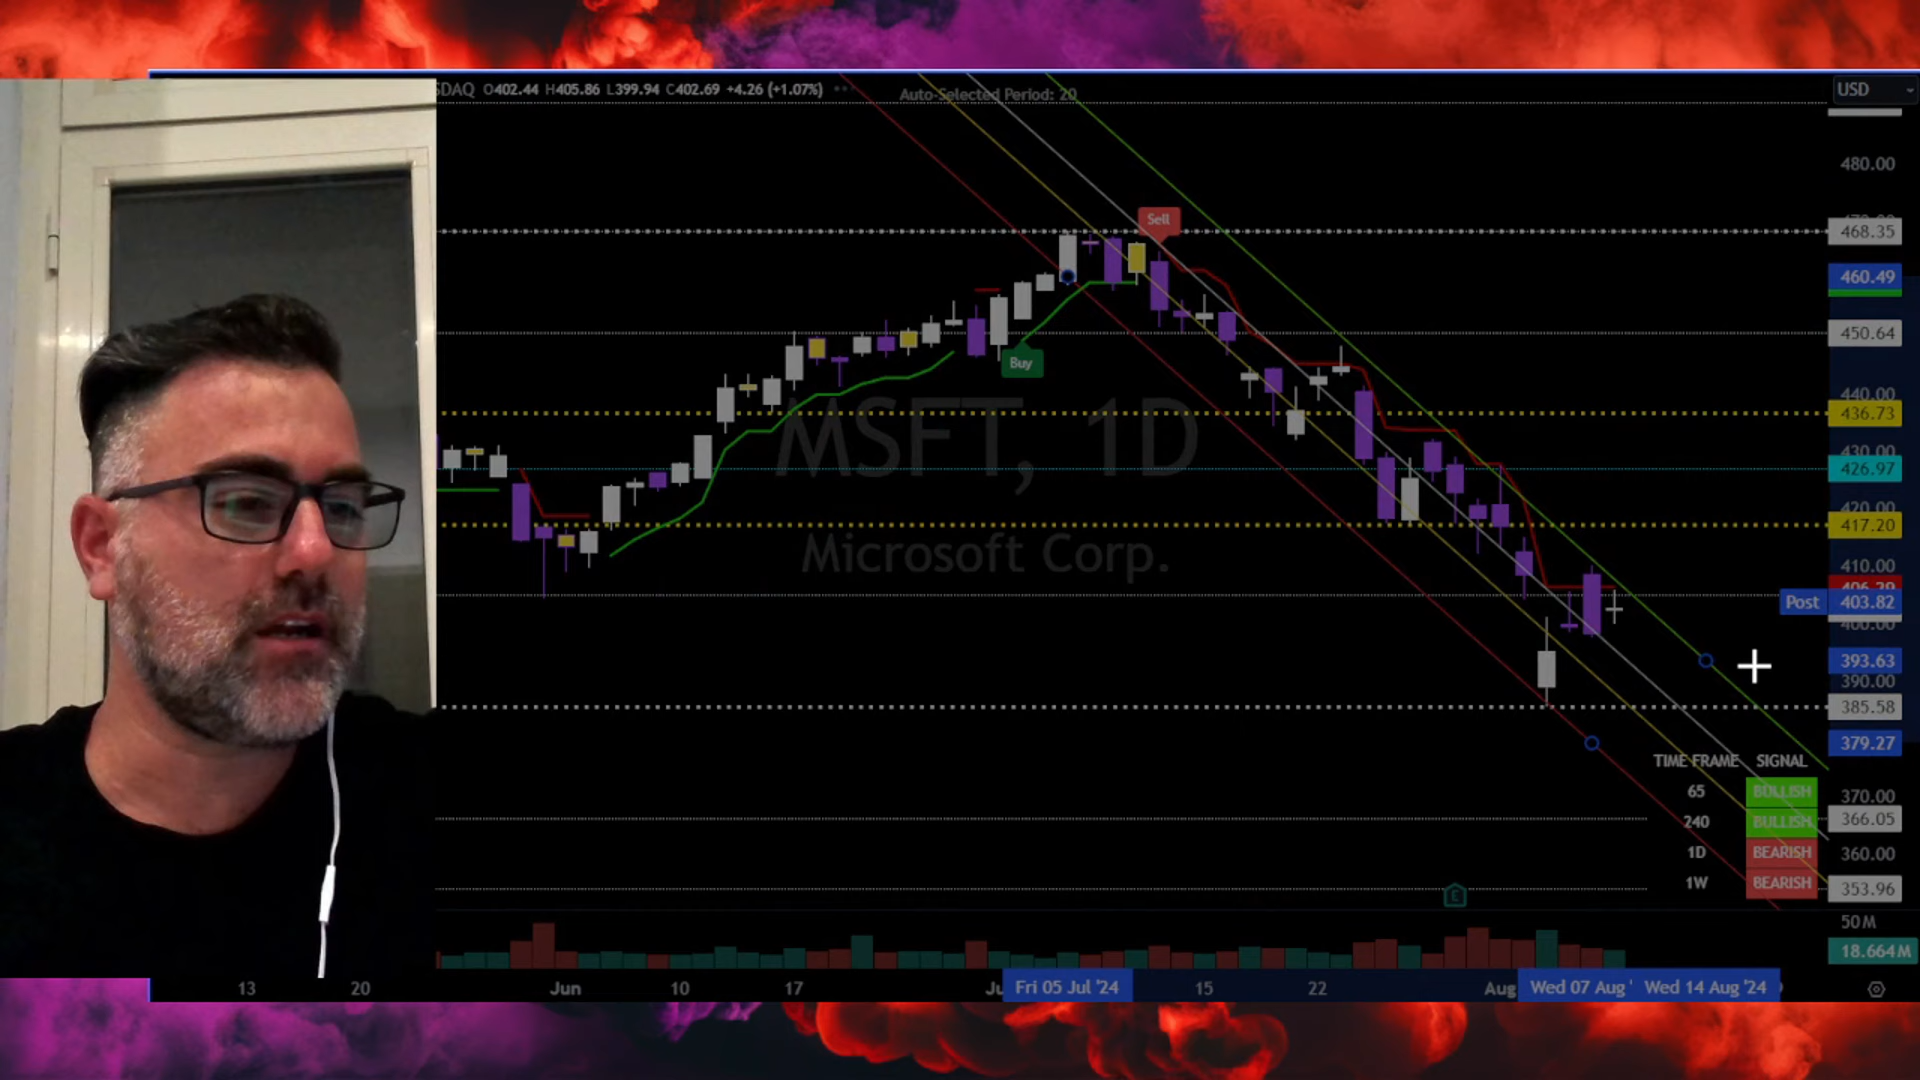 SDAQ O402.44 H405.86 L399.94 C402.69 +4.26 (+1.07%)
Auto-Selected Period: 20
USD
480.00
468.35
Sell
460.49
450.64
Buy
440.00
436.73
MSFT, 1D
430.00
426.97
420.00
417.20
Microsoft Corp.
410.00
406.29
Post 403.82
400.00
393.63
390.00
385.58
379.27
TIME FRAME SIGNAL
65 BULLISH
370.00
366.05
240 BULLISH
1D BEARISH
360.00
1W BEARISH
353.96
E
50 M
18.664M
13 20 Jun 10 17 Fri 05 Jul '24 15 22 Aug Wed 07 Aug ' Wed 14 Aug '24